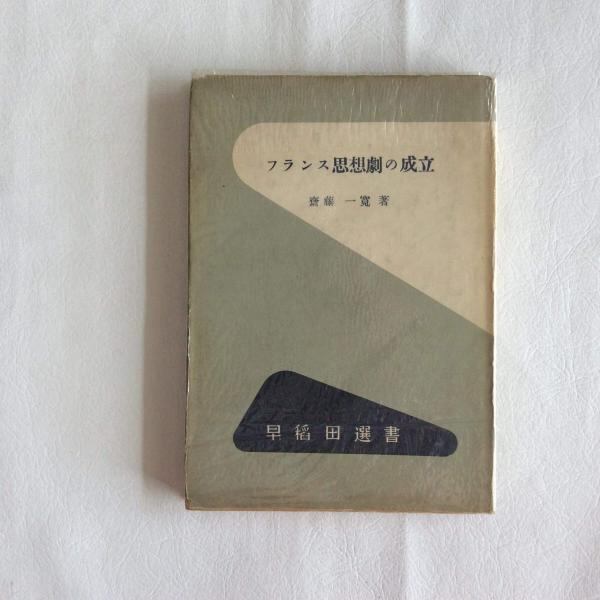 フランス思想劇の成立
齋藤 一寛 著
早稲田選書